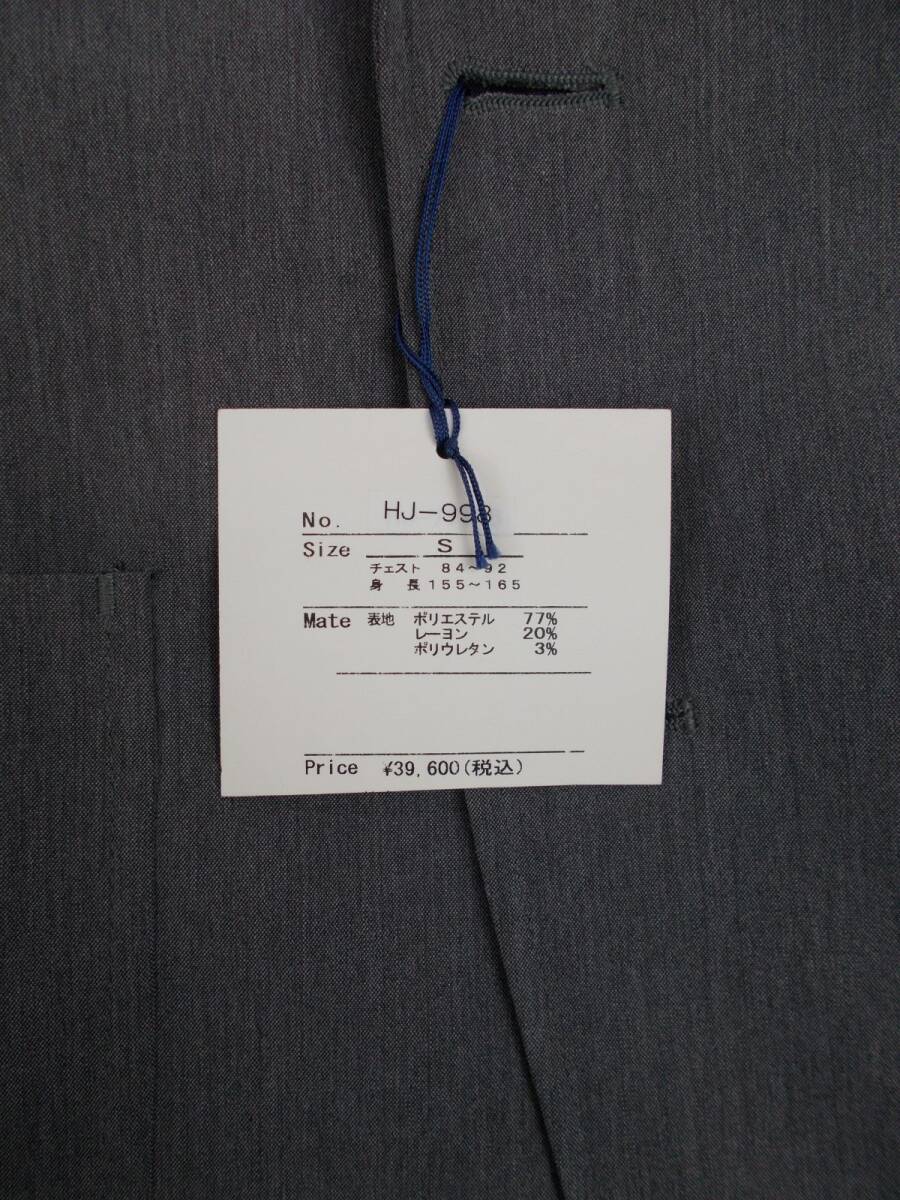 No. HJ-998
Size S
チェスト 84~92
身 長 155~165
Mate 表地 ポリエステル 77%
レーヨン 20%
ポリウレタン 3%
Price ¥39,600(税込)